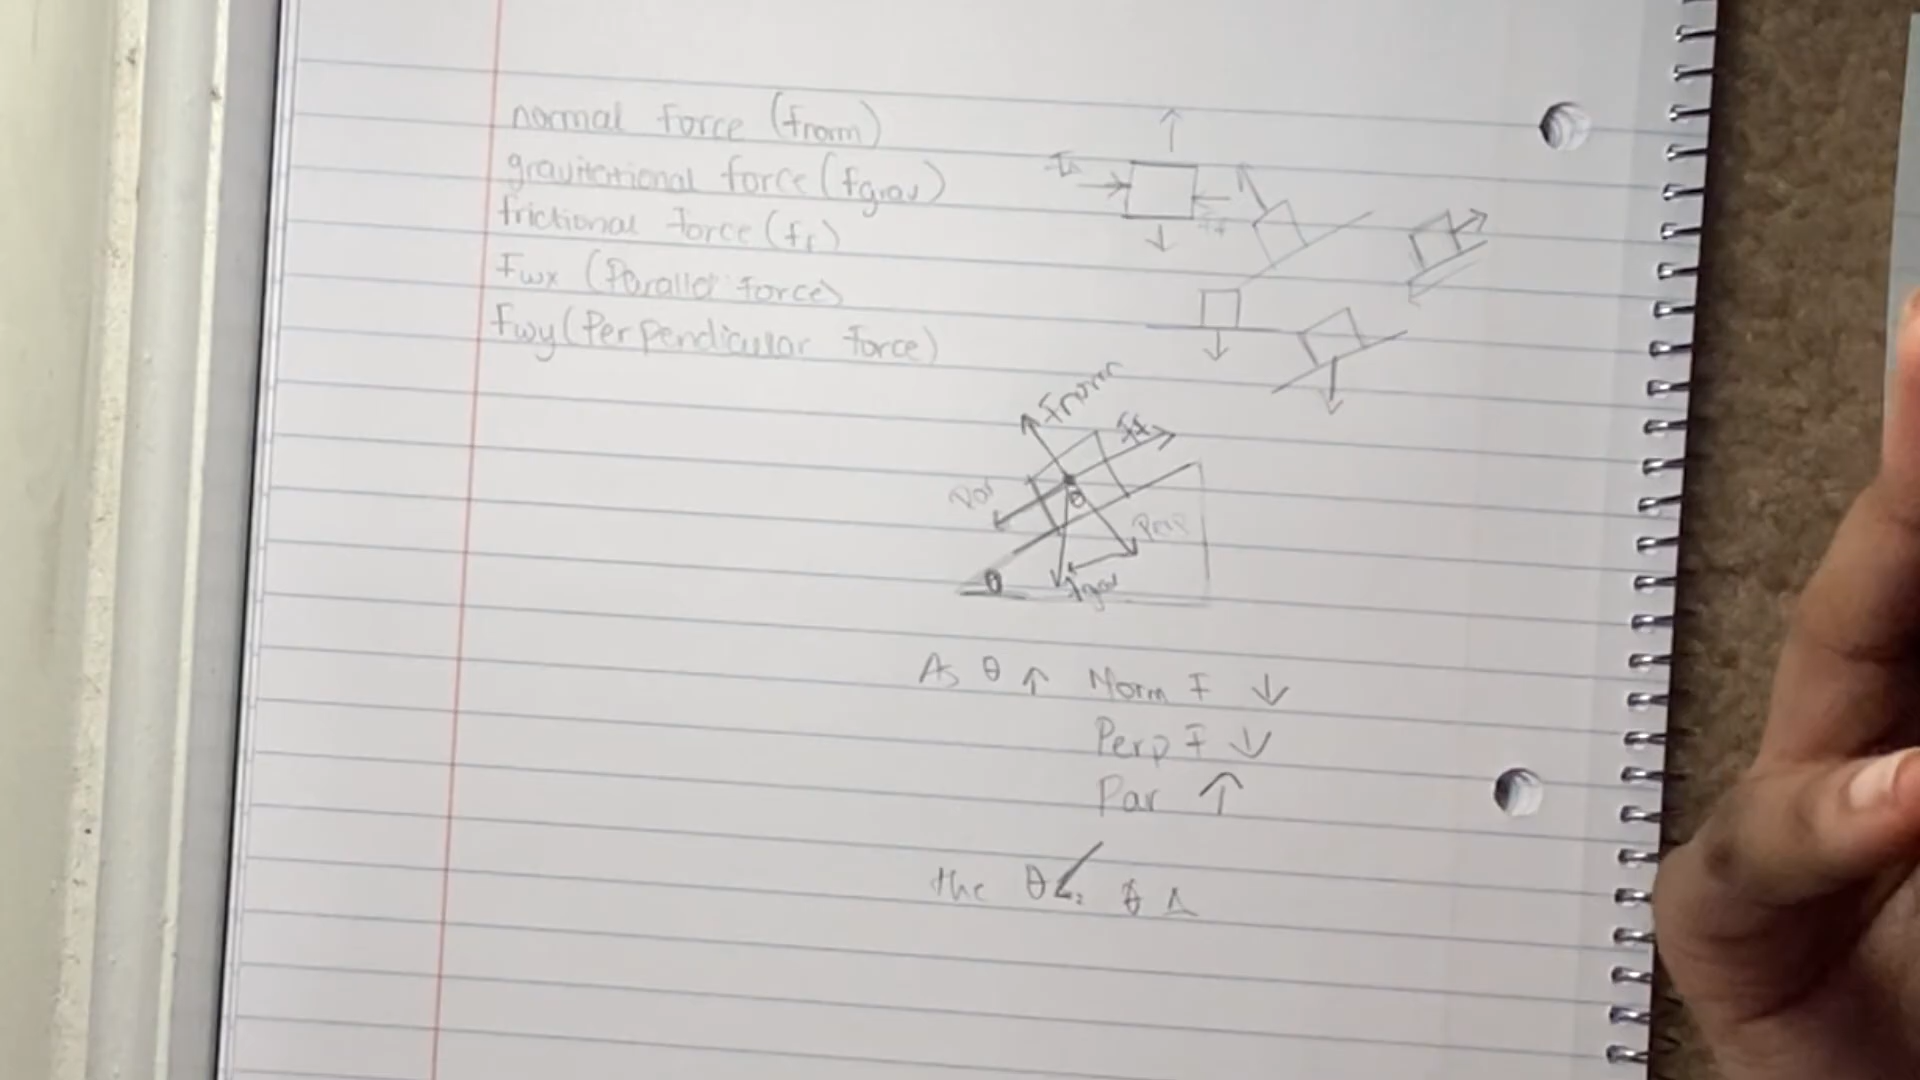 normal force (fnorm)
gravitational force (fgrav)
frictional force (ff)
Fwx (Parallel force)
Fwy (Perpendicular force)
Ff
Fnorm
Ff
Par
θ
Perp
θ
Fgrav
As θ ↑ Norm F ↓
Perp F ↓
Par ↑
the θ